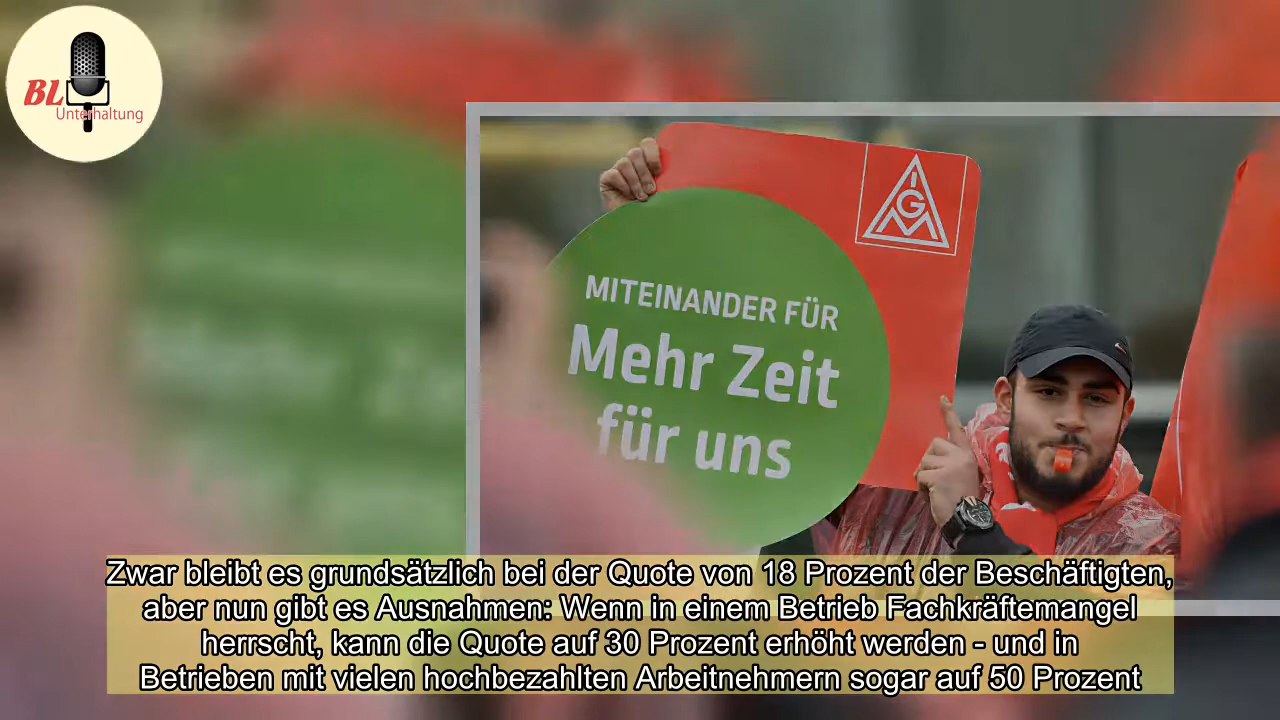 BL
Unterhaltung
IGM
MITEINANDER FÜR
Mehr Zeit
für uns
Zwar bleibt es grundsätzlich bei der Quote von 18 Prozent der Beschäftigten,
aber nun gibt es Ausnahmen: Wenn in einem Betrieb Fachkräftemangel
herrscht, kann die Quote auf 30 Prozent erhöht werden - und in
Betrieben mit vielen hochbezahlten Arbeitnehmern sogar auf 50 Prozent